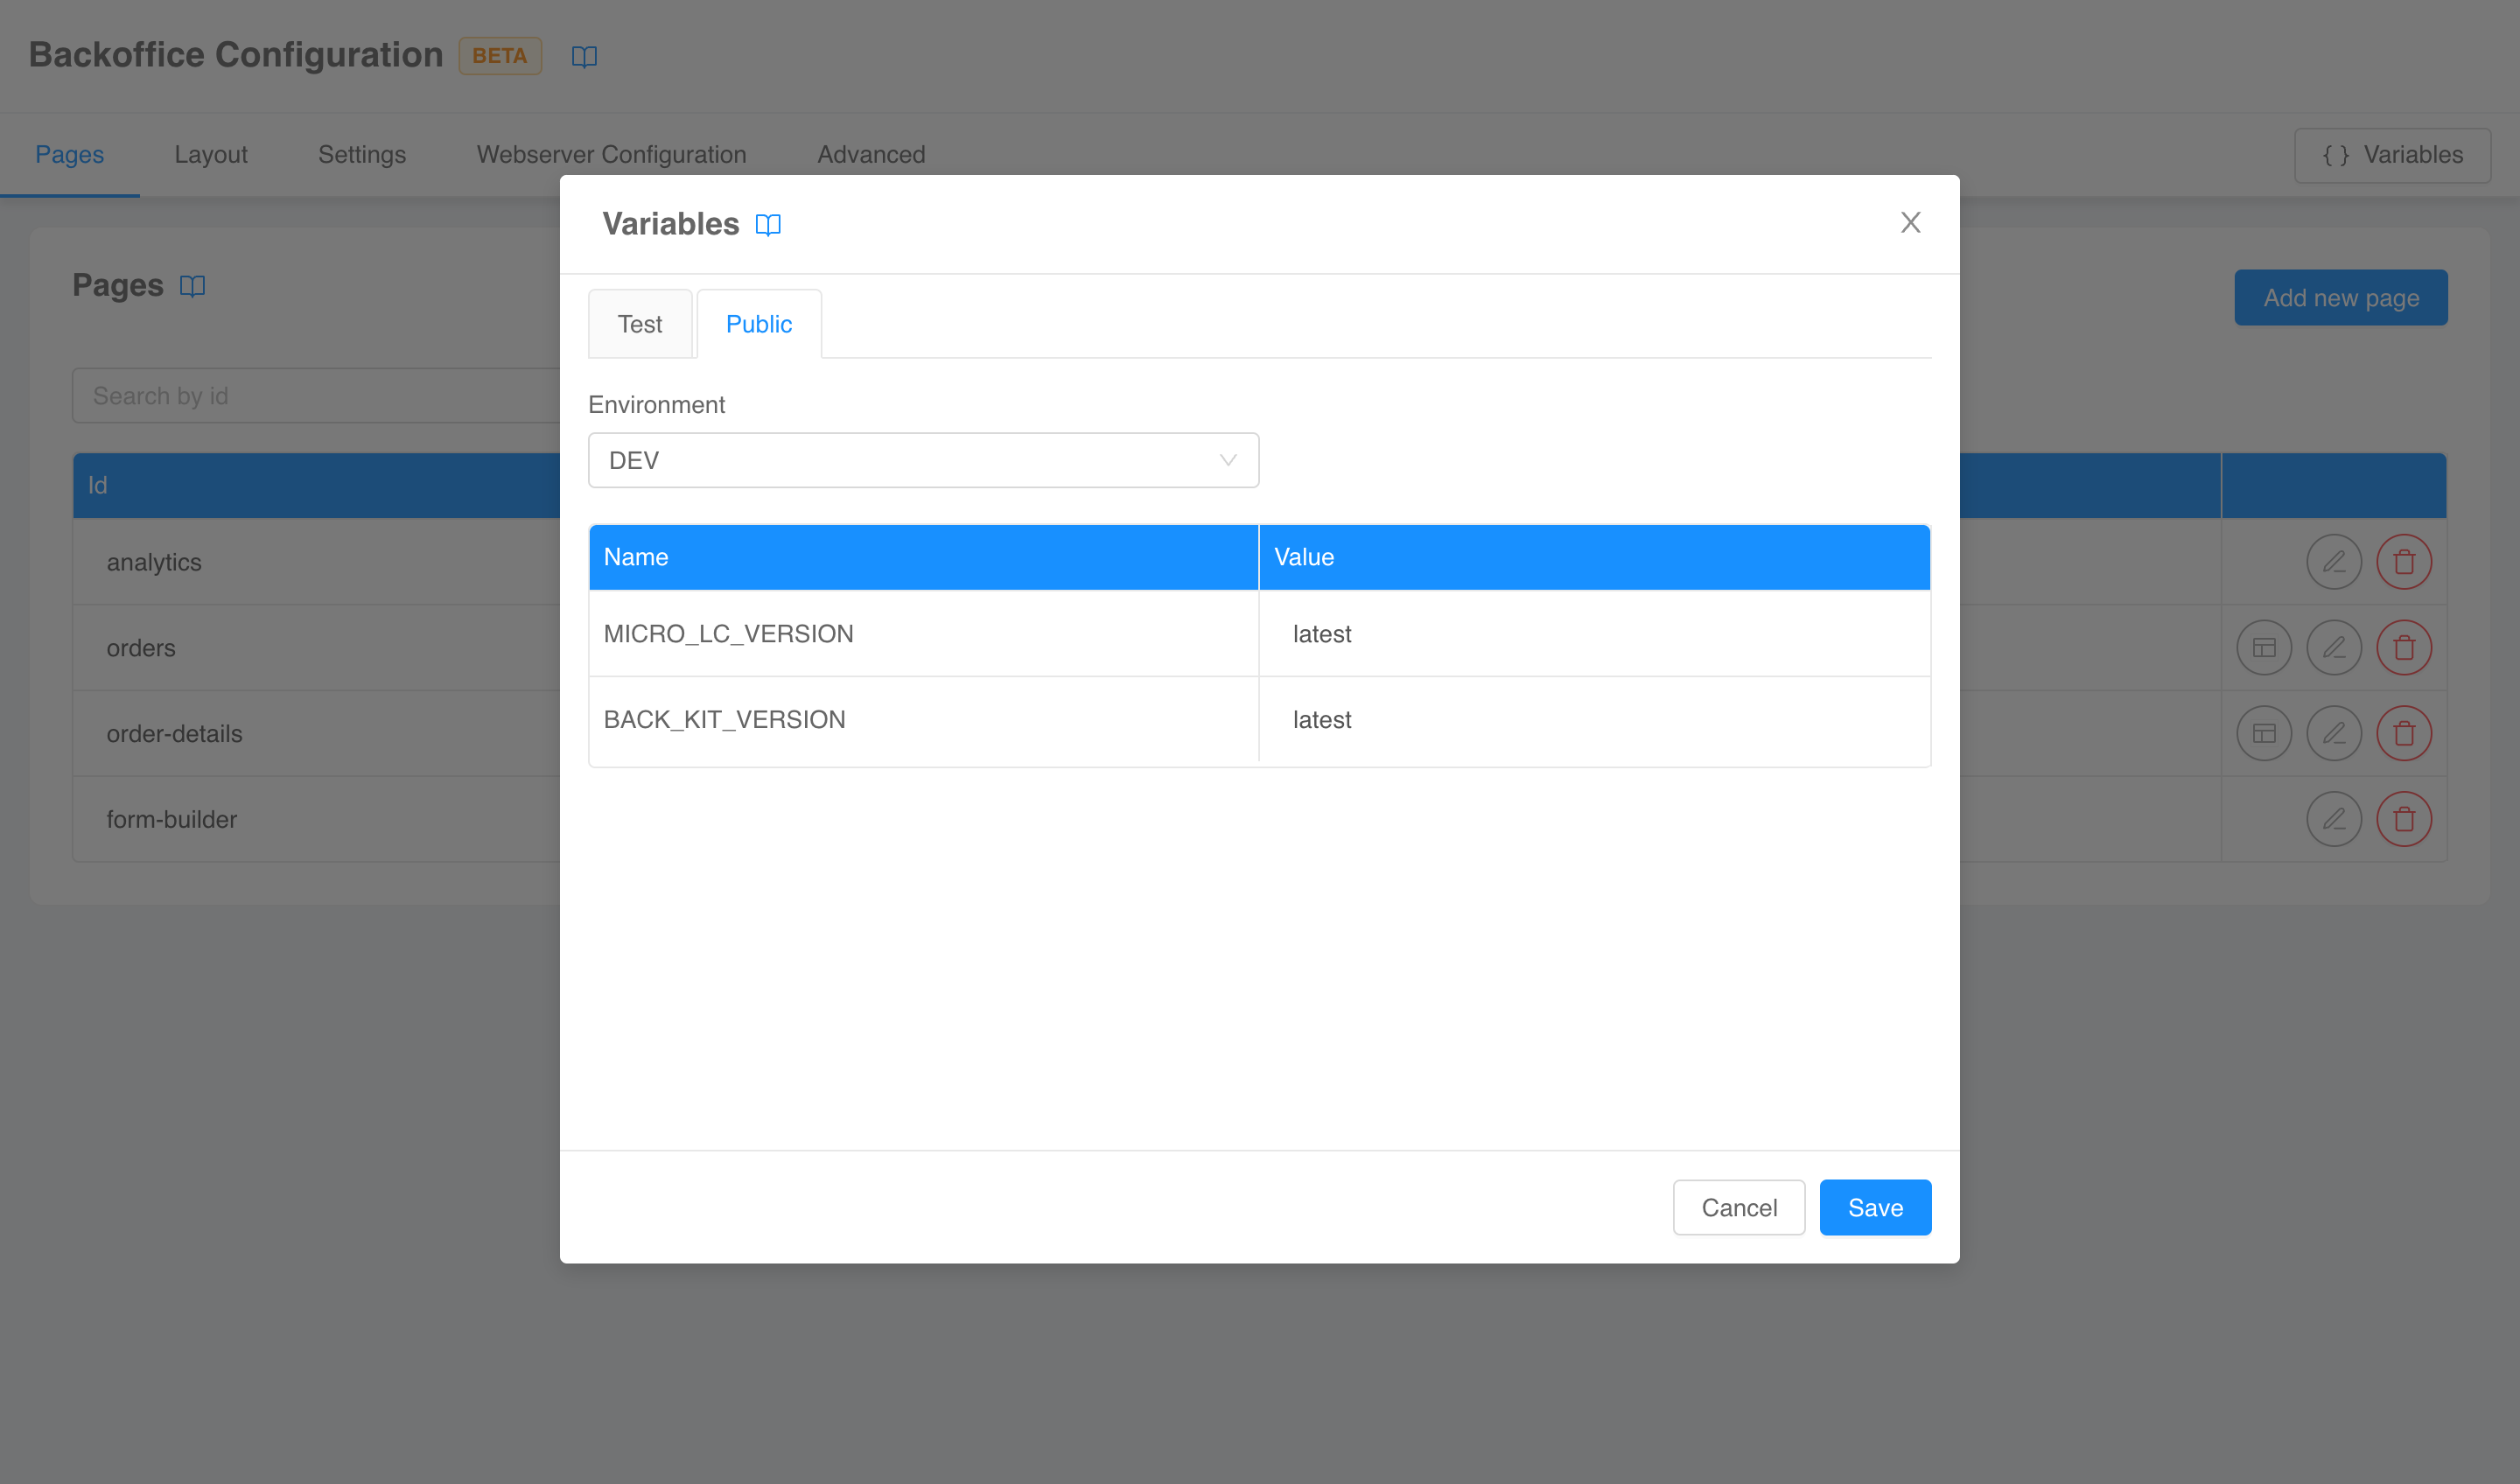 Backoffice Configuration BETA
Pages Layout Settings Webserver Configuration Advanced { } Variables
Pages
Add new page
Search by id
Id
analytics
orders
order-details
form-builder
Variables
Test Public
Environment
DEV
Name Value
MICRO_LC_VERSION latest
BACK_KIT_VERSION latest
Cancel Save